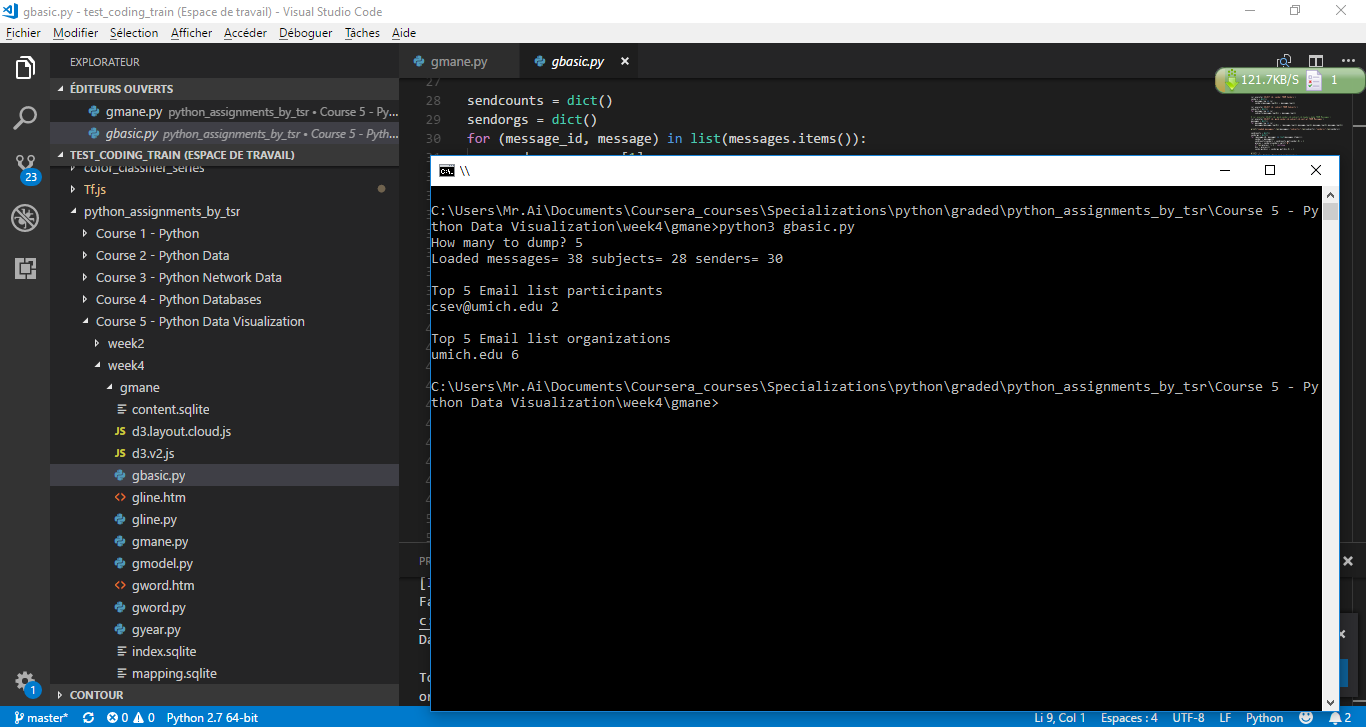 gbasic.py - test_coding_train (Espace de travail) - Visual Studio Code
Fichier Modifier Sélection Afficher Accéder Déboguer Tâches Aide
EXPLORATEUR
ÉDITEURS OUVERTS
gmane.py python_assignments_by_tsr • Course 5 - Py...
gbasic.py python_assignments_by_tsr • Course 5 - Pyth...
TEST_CODING_TRAIN (ESPACE DE TRAVAIL)
color_classifier_series
Tf.js
python_assignments_by_tsr
Course 1 - Python
Course 2 - Python Data
Course 3 - Python Network Data
Course 4 - Python Databases
Course 5 - Python Data Visualization
week2
week4
gmane
content.sqlite
JS d3.layout.cloud.js
JS d3.v2.js
gbasic.py
gline.htm
gline.py
gmane.py
gmodel.py
gword.htm
gword.py
gyear.py
index.sqlite
mapping.sqlite
CONTOUR
23
1
gmane.py gbasic.py
121.7KB/S 1
27
28 sendcounts = dict()
29 sendorgs = dict()
30 for (message_id, message) in list(messages.items()):
C:\. \\
C:\Users\Mr.Ai\Documents\Coursera_courses\Specializations\python\graded\python_assignments_by_tsr\Course 5 - Py
thon Data Visualization\week4\gmane>python3 gbasic.py
How many to dump? 5
Loaded messages= 38 subjects= 28 senders= 30
Top 5 Email list participants
csev@umich.edu 2
Top 5 Email list organizations
umich.edu 6
C:\Users\Mr.Ai\Documents\Coursera_courses\Specializations\python\graded\python_assignments_by_tsr\Course 5 - Py
thon Data Visualization\week4\gmane>
master* 0 0 Python 2.7 64-bit
Li 9, Col 1 Espaces : 4 UTF-8 LF Python 2